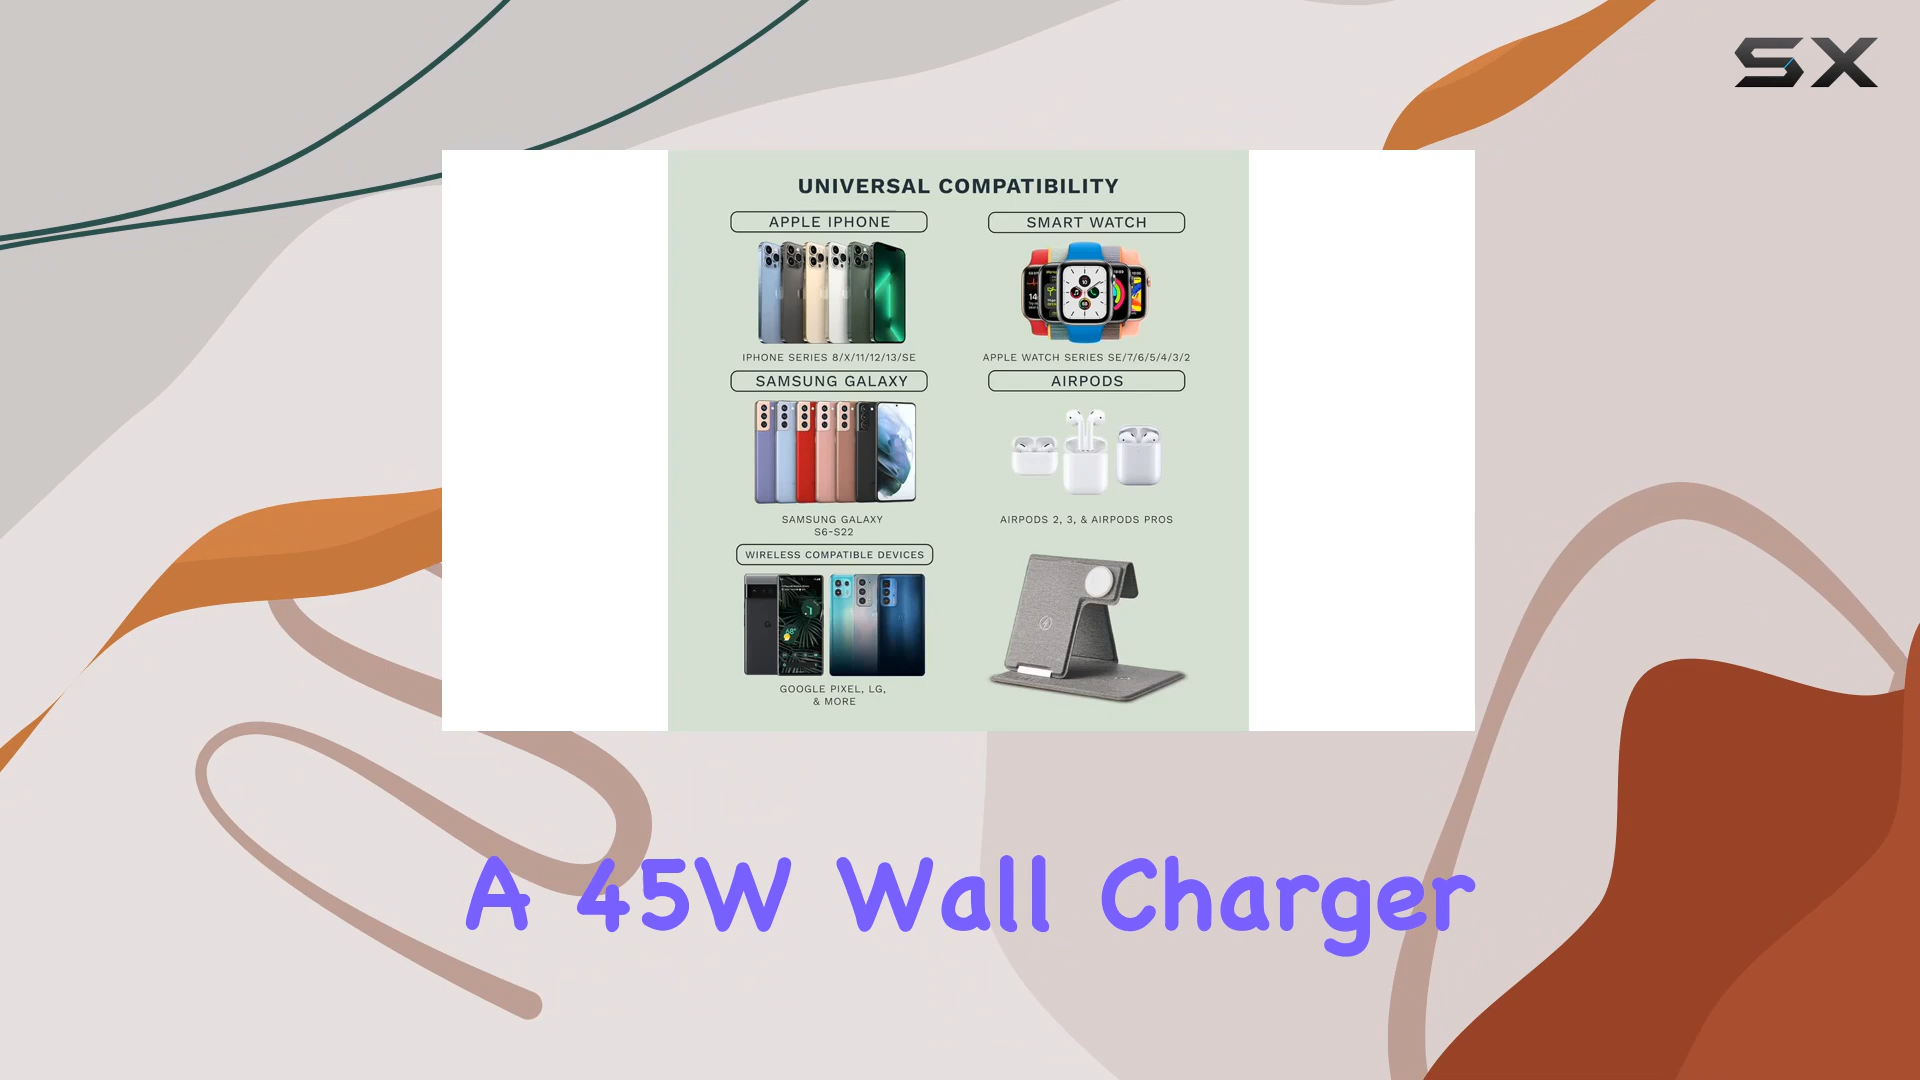 SX
UNIVERSAL COMPATIBILITY
APPLE IPHONE
IPHONE SERIES 8/X/11/12/13/SE
SMART WATCH
APPLE WATCH SERIES SE/7/6/5/4/3/2
SAMSUNG GALAXY
SAMSUNG GALAXY
S6-S22
AIRPODS
AIRPODS 2, 3, & AIRPODS PROS
WIRELESS COMPATIBLE DEVICES
GOOGLE PIXEL, LG,
& MORE
A 45W Wall Charger